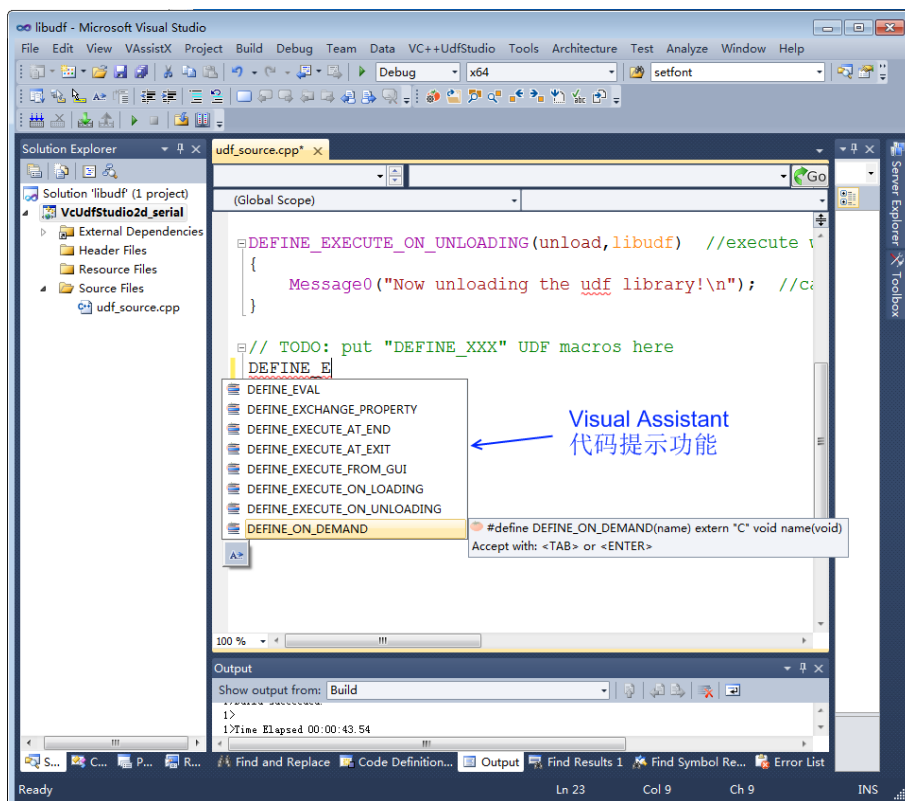 libudf - Microsoft Visual Studio
File Edit View VAssistX Project Build Debug Team Data VC++UdfStudio Tools Architecture Test Analyze Window Help
Debug x64 setfont
Solution Explorer
udf_source.cpp*
Go
Solution 'libudf' (1 project)
(Global Scope)
VcUdfStudio2d_serial
External Dependencies
Header Files
Resource Files
Source Files
udf_source.cpp
Server Explorer
Toolbox
DEFINE_EXECUTE_ON_UNLOADING(unload,libudf) //execute
{
Message0("Now unloading the udf library!\n");
}
// TODO: put "DEFINE_XXX" UDF macros here
DEFINE_E
DEFINE_EVAL
DEFINE_EXCHANGE_PROPERTY
DEFINE_EXECUTE_AT_END
DEFINE_EXECUTE_AT_EXIT
DEFINE_EXECUTE_FROM_GUI
DEFINE_EXECUTE_ON_LOADING
DEFINE_EXECUTE_ON_UNLOADING
DEFINE_ON_DEMAND
Visual Assistant
代码提示功能
#define DEFINE_ON_DEMAND(name) extern "C" void name(void)
Accept with: <TAB> or <ENTER>
100 %
Output
Show output from: Build
1>
1>Time Elapsed 00:00:43.54
S... C... P... R... Find and Replace Code Definition... Output Find Results 1 Find Symbol Re... Error List
Ready Ln 23 Col 9 Ch 9 INS